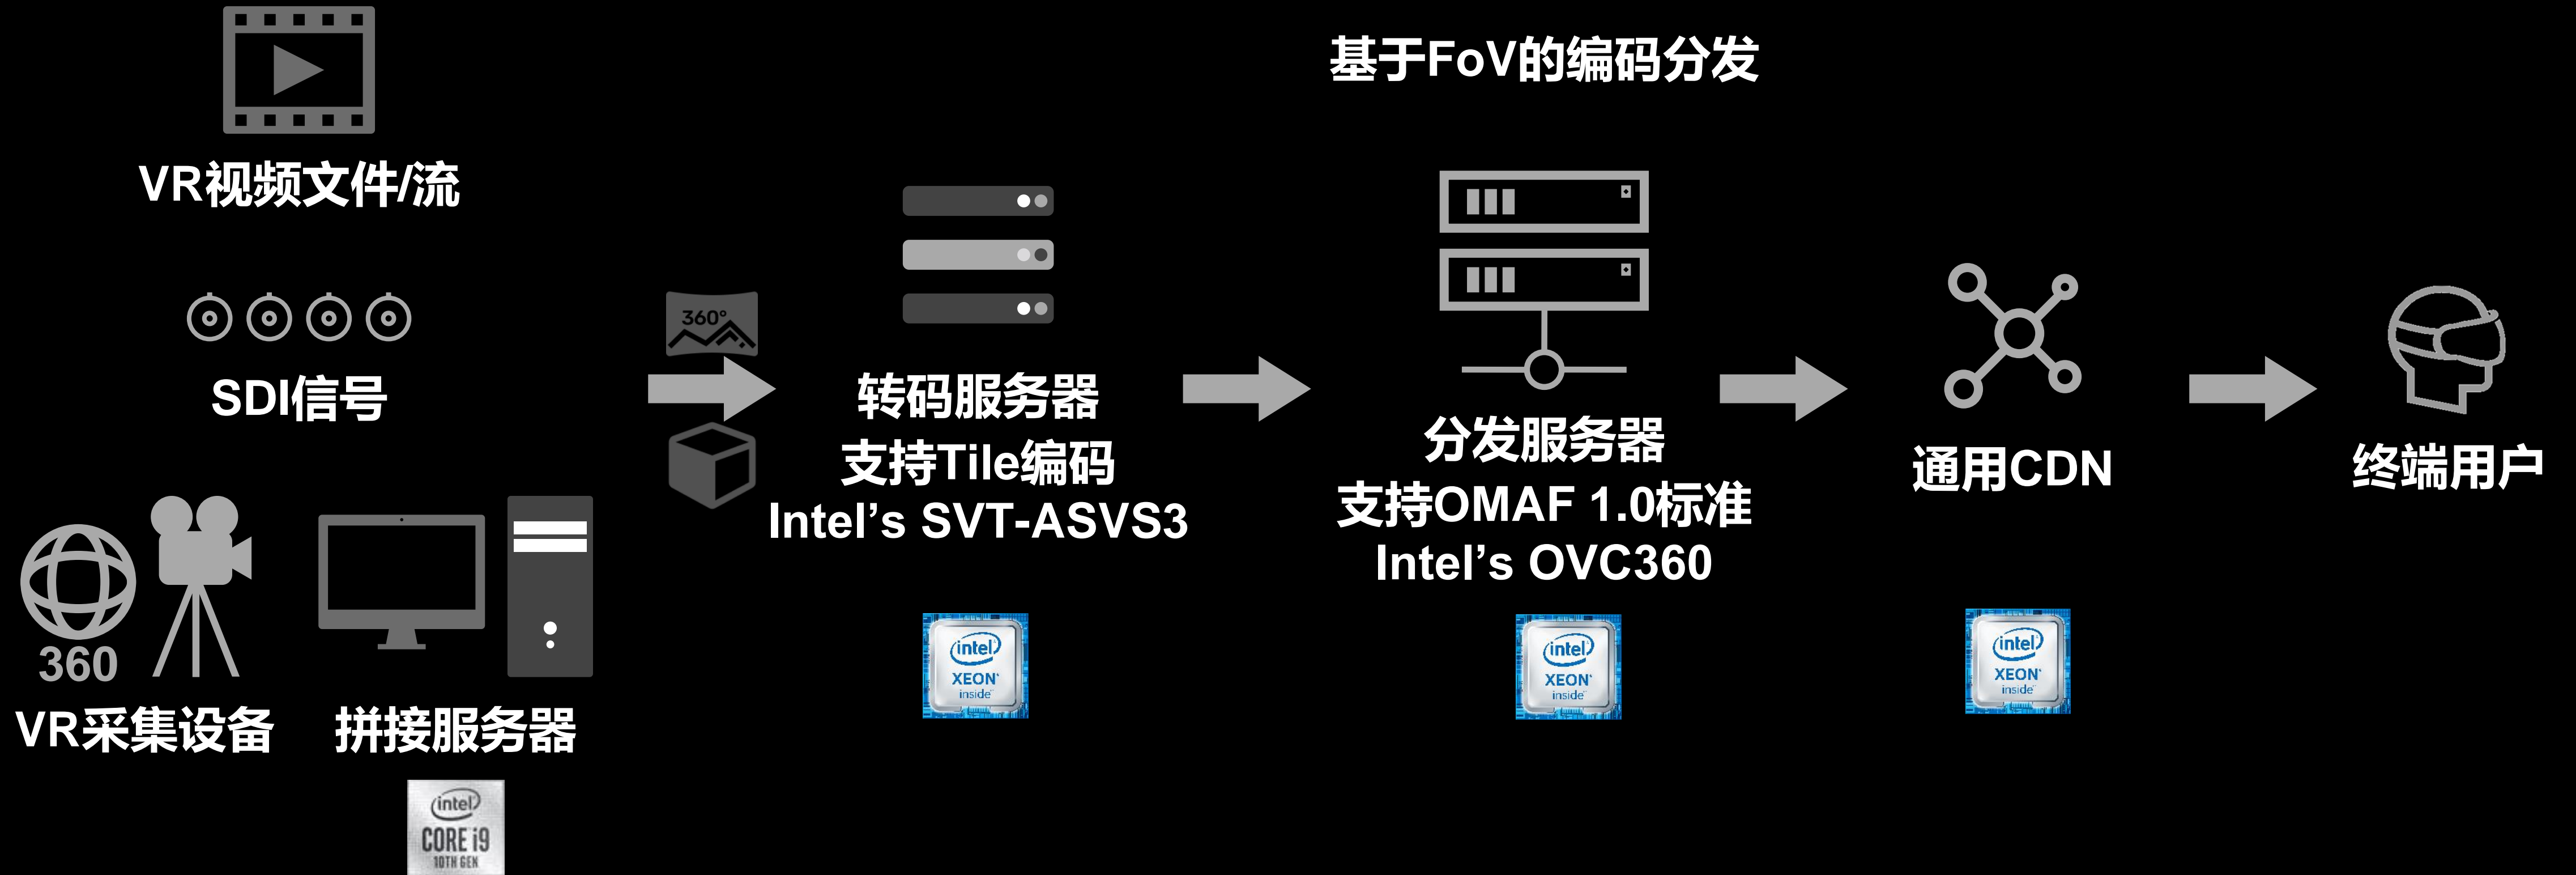 基于FoV的编码分发
VR视频文件/流
SDI信号
360
VR采集设备
拼接服务器
intel
CORE i9
10TH GEN
360°
转码服务器
支持Tile编码
Intel’s SVT-ASVS3
intel
XEON®
inside™
分发服务器
支持OMAF 1.0标准
Intel’s OVC360
intel
XEON®
inside™
通用CDN
intel
XEON®
inside™
终端用户